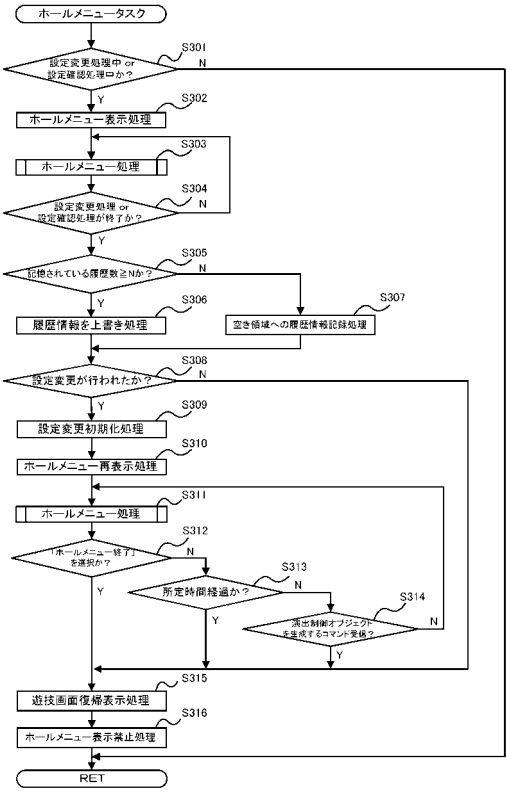 ホールメニュータスク
S301
設定変更処理中 or
設定確認処理中か?
N
Y
S302
ホールメニュー表示処理
S303
ホールメニュー処理
S304
設定変更処理 or
設定確認処理が終了か?
N
Y
S305
記憶されている履歴数≧Nか?
N
Y
S306
履歴情報を上書き処理
S307
空き領域への履歴情報記録処理
S308
設定変更が行われたか?
N
Y
S309
設定変更初期化処理
S310
ホールメニュー再表示処理
S311
ホールメニュー処理
S312
「ホールメニュー終了」
を選択か?
N
Y
S313
所定時間経過か?
N
Y
S314
演出制御オブジェクト
を生成するコマンド受信?
N
Y
S315
遊技画面復帰表示処理
S316
ホールメニュー表示禁止処理
RET